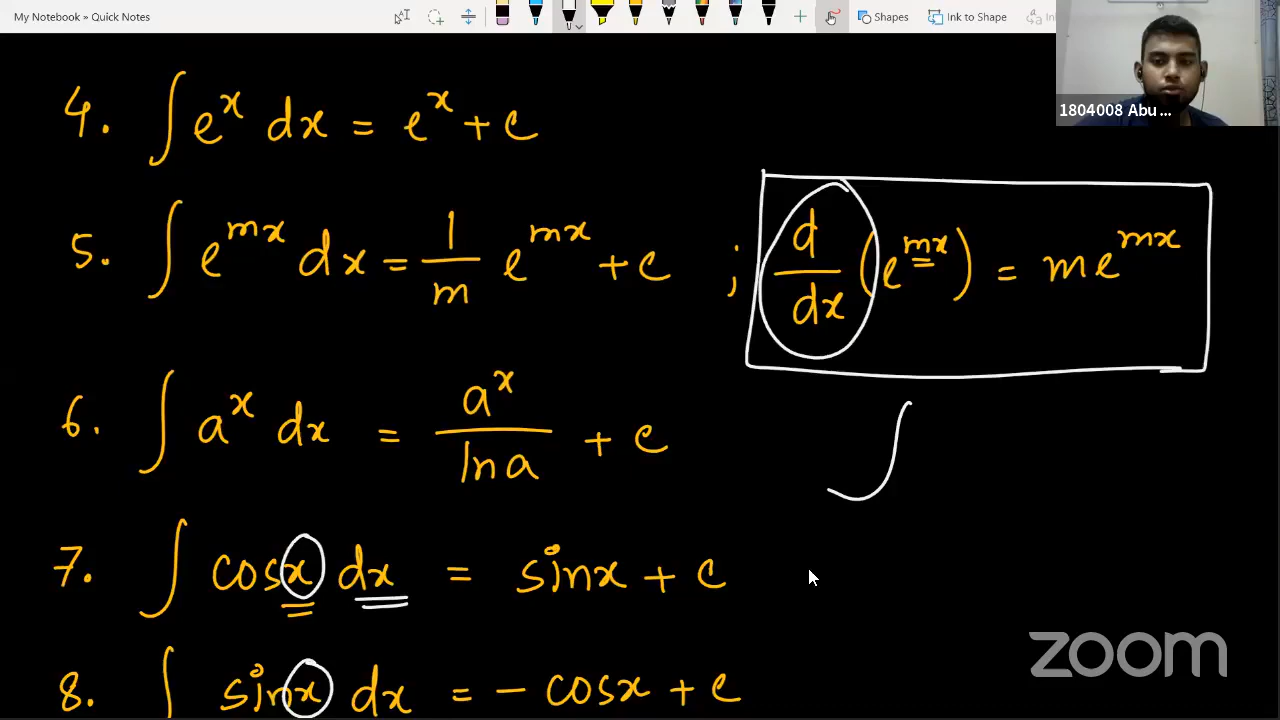 My Notebook » Quick Notes
Shapes
Ink to Shape
1804008 Abu ...
4. ∫ e^x dx = e^x + c
5. ∫ e^{mx} dx = 1/m e^{mx} + c ; d/dx (e^{mx}) = me^{mx}
6. ∫ a^x dx = a^x / ln a + c
∫
7. ∫ cosx dx = sinx + c
8. ∫ sinx dx = - cosx + c
zoom